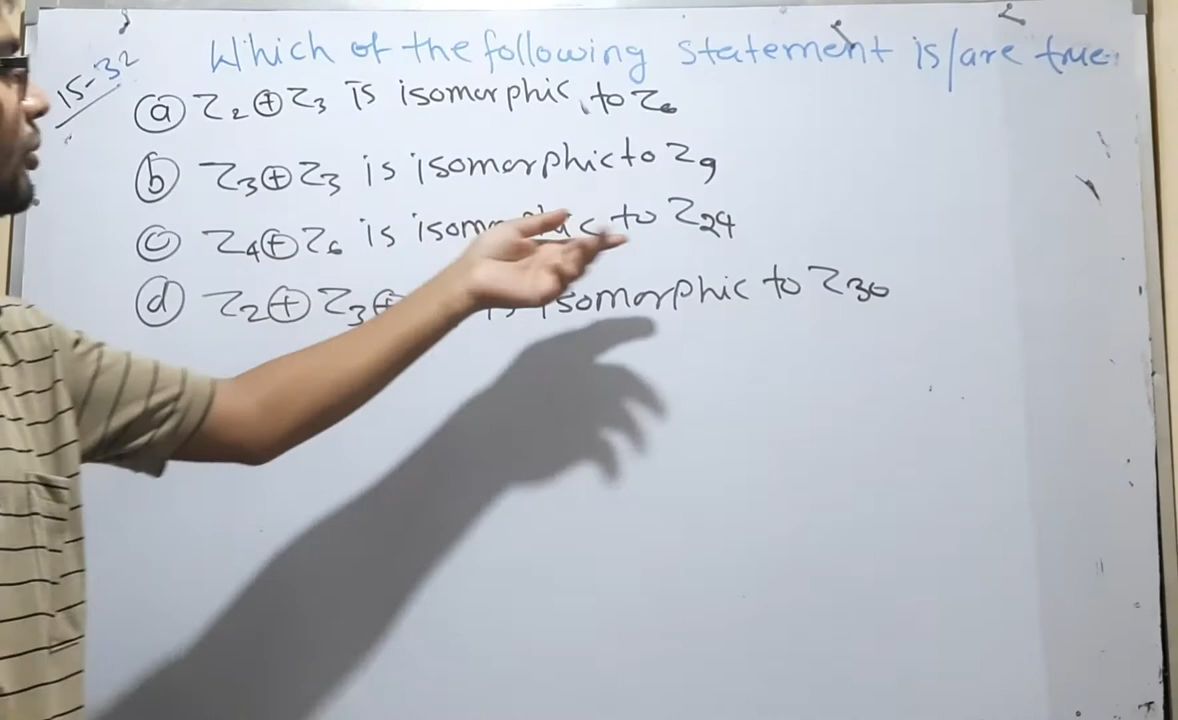 Which of the following statement is/are true.
15-32
ⓐ Z₂⊕Z₃ is isomorphic to Z₆
ⓑ Z₃⊕Z₃ is isomorphic to Z₉
ⓒ Z₄⊕Z₆ is to Z₂₄
ⓓ Z₂⊕Z₃⊕ is isomorphic to Z₃₀